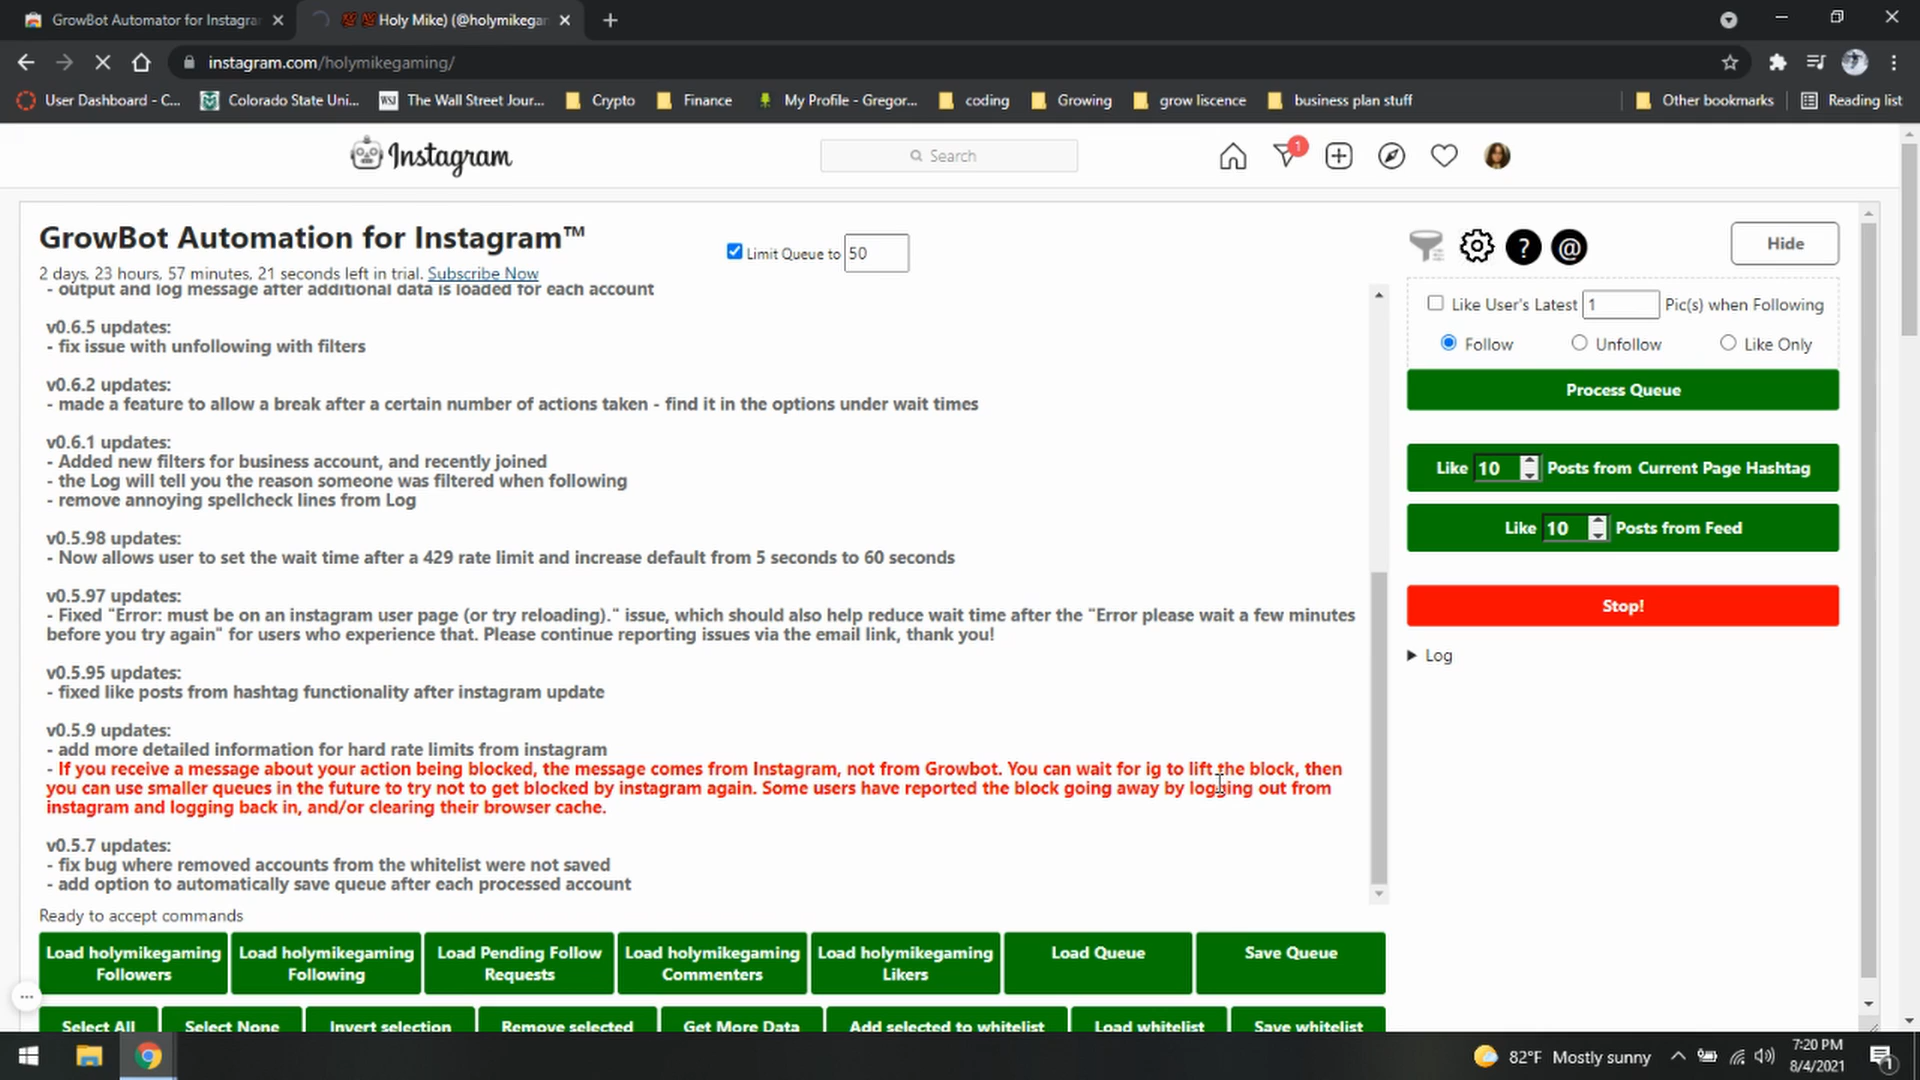 GrowBot Automator for Instagra
💯 💯 Holy Mike) (@holymikega
instagram.com/holymikegaming/
User Dashboard - C...
Colorado State Uni...
WSJ
The Wall Street Jour...
Crypto
Finance
My Profile - Gregor...
coding
Growing
grow liscence
business plan stuff
Other bookmarks
Reading list
Instagram
Search
1
GrowBot Automation for Instagram™
Limit Queue to 50
Hide
2 days, 23 hours, 57 minutes, 21 seconds left in trial. Subscribe Now
- output and log message after additional data is loaded for each account
v0.6.5 updates:
- fix issue with unfollowing with filters
v0.6.2 updates:
- made a feature to allow a break after a certain number of actions taken - find it in the options under wait times
v0.6.1 updates:
- Added new filters for business account, and recently joined
- the Log will tell you the reason someone was filtered when following
- remove annoying spellcheck lines from Log
v0.5.98 updates:
- Now allows user to set the wait time after a 429 rate limit and increase default from 5 seconds to 60 seconds
v0.5.97 updates:
- Fixed "Error: must be on an instagram user page (or try reloading)." issue, which should also help reduce wait time after the "Error please wait a few minutes
before you try again" for users who experience that. Please continue reporting issues via the email link, thank you!
v0.5.95 updates:
- fixed like posts from hashtag functionality after instagram update
v0.5.9 updates:
- add more detailed information for hard rate limits from instagram
- If you receive a message about your action being blocked, the message comes from Instagram, not from Growbot. You can wait for ig to lift the block, then
you can use smaller queues in the future to try not to get blocked by instagram again. Some users have reported the block going away by logging out from
instagram and logging back in, and/or clearing their browser cache.
v0.5.7 updates:
- fix bug where removed accounts from the whitelist were not saved
- add option to automatically save queue after each processed account
? @
Like User's Latest 1 Pic(s) when Following
Follow
Unfollow
Like Only
Process Queue
Like 10 Posts from Current Page Hashtag
Like 10 Posts from Feed
Stop!
Log
Ready to accept commands
Load holymikegaming
Followers
Load holymikegaming
Following
Load Pending Follow
Requests
Load holymikegaming
Commenters
Load holymikegaming
Likers
Load Queue
Save Queue
Select All
Select None
Invert selection
Remove selected
Get More Data
Add selected to whitelist
Load whitelist
Save whitelist
82°F Mostly sunny
7:20 PM
8/4/2021
1